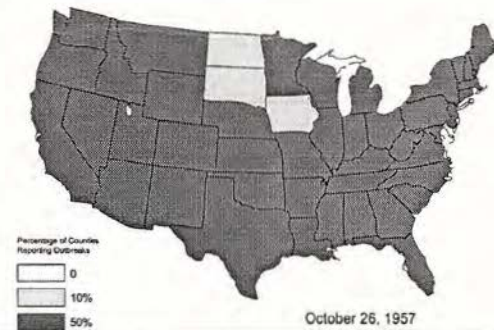 Percentage of Counties
Reporting Outbreaks
0
10%
50%
October 26, 1957